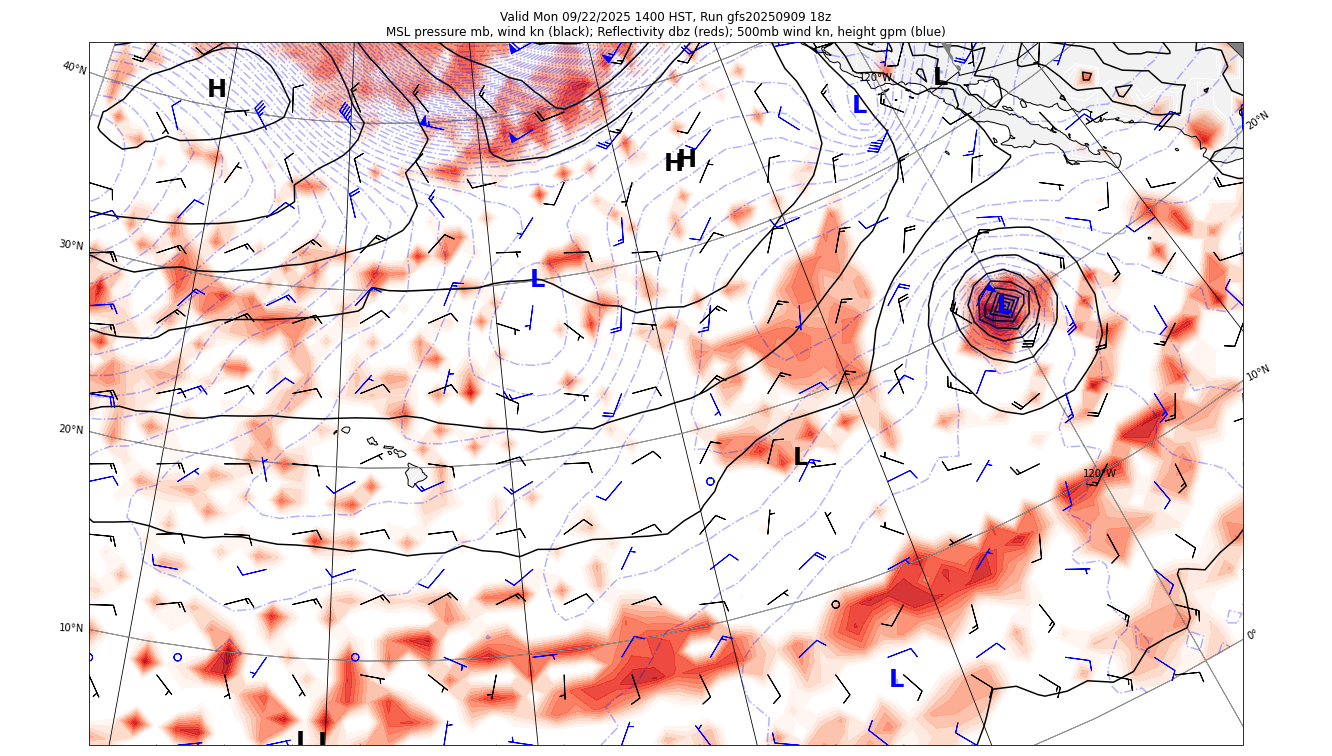 Valid Mon 09/22/2025 1400 HST, Run gfs20250909 18z
MSL pressure mb, wind kn (black); Reflectivity dbz (reds); 500mb wind kn, height gpm (blue)
40°N
H
120°W
L
L
20°N
H
H
30°N
L
L
10°N
20°N
L
120°W
10°N
0°
L
L
L